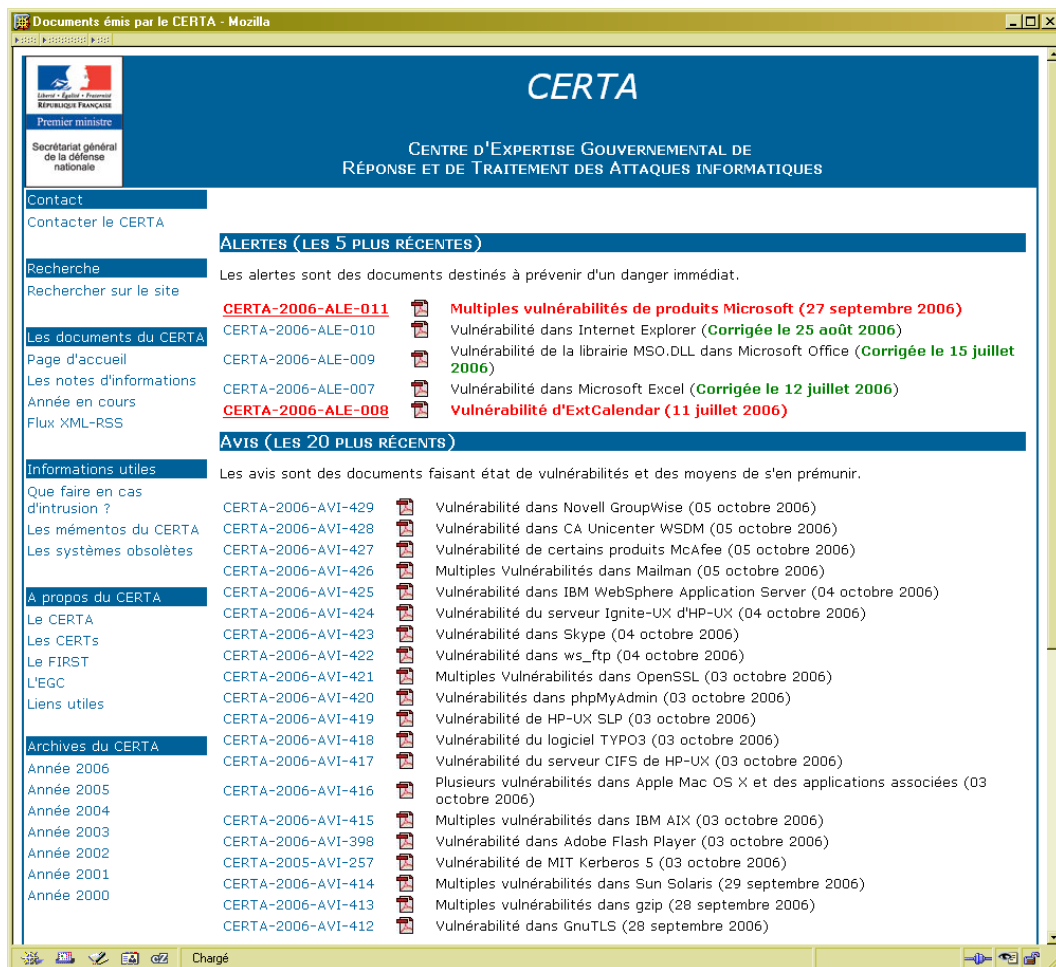 Documents émis par le CERTA - Mozilla
Liberté • Égalité • Fraternité
RÉPUBLIQUE FRANÇAISE
Premier ministre
Secrétariat général
de la défense
nationale
CERTA
CENTRE D'EXPERTISE GOUVERNEMENTAL DE
RÉPONSE ET DE TRAITEMENT DES ATTAQUES INFORMATIQUES
Contact
Contacter le CERTA
Recherche
Rechercher sur le site
Les documents du CERTA
Page d'accueil
Les notes d'informations
Année en cours
Flux XML-RSS
Informations utiles
Que faire en cas
d'intrusion ?
Les mémentos du CERTA
Les systèmes obsolètes
A propos du CERTA
Le CERTA
Les CERTs
Le FIRST
L'EGC
Liens utiles
Archives du CERTA
Année 2006
Année 2005
Année 2004
Année 2003
Année 2002
Année 2001
Année 2000
ALERTES (LES 5 PLUS RÉCENTES)
Les alertes sont des documents destinés à prévenir d'un danger immédiat.
CERTA-2006-ALE-011 Multiples vulnérabilités de produits Microsoft (27 septembre 2006)
CERTA-2006-ALE-010 Vulnérabilité dans Internet Explorer (Corrigée le 25 août 2006)
CERTA-2006-ALE-009 Vulnérabilité de la librairie MSO.DLL dans Microsoft Office (Corrigée le 15 juillet
2006)
CERTA-2006-ALE-007 Vulnérabilité dans Microsoft Excel (Corrigée le 12 juillet 2006)
CERTA-2006-ALE-008 Vulnérabilité d'ExtCalendar (11 juillet 2006)
AVIS (LES 20 PLUS RÉCENTS)
Les avis sont des documents faisant état de vulnérabilités et des moyens de s'en prémunir.
CERTA-2006-AVI-429 Vulnérabilité dans Novell GroupWise (05 octobre 2006)
CERTA-2006-AVI-428 Vulnérabilité dans CA Unicenter WSDM (05 octobre 2006)
CERTA-2006-AVI-427 Vulnérabilité de certains produits McAfee (05 octobre 2006)
CERTA-2006-AVI-426 Multiples Vulnérabilités dans Mailman (05 octobre 2006)
CERTA-2006-AVI-425 Vulnérabilité dans IBM WebSphere Application Server (04 octobre 2006)
CERTA-2006-AVI-424 Vulnérabilité du serveur Ignite-UX d'HP-UX (04 octobre 2006)
CERTA-2006-AVI-423 Vulnérabilité dans Skype (04 octobre 2006)
CERTA-2006-AVI-422 Vulnérabilité dans ws_ftp (04 octobre 2006)
CERTA-2006-AVI-421 Multiples Vulnérabilités dans OpenSSL (03 octobre 2006)
CERTA-2006-AVI-420 Vulnérabilités dans phpMyAdmin (03 octobre 2006)
CERTA-2006-AVI-419 Vulnérabilité de HP-UX SLP (03 octobre 2006)
CERTA-2006-AVI-418 Vulnérabilité du logiciel TYPO3 (03 octobre 2006)
CERTA-2006-AVI-417 Vulnérabilité du serveur CIFS de HP-UX (03 octobre 2006)
CERTA-2006-AVI-416 Plusieurs vulnérabilités dans Apple Mac OS X et des applications associées (03
octobre 2006)
CERTA-2006-AVI-415 Multiples vulnérabilités dans IBM AIX (03 octobre 2006)
CERTA-2006-AVI-398 Vulnérabilité dans Adobe Flash Player (03 octobre 2006)
CERTA-2005-AVI-257 Vulnérabilité de MIT Kerberos 5 (03 octobre 2006)
CERTA-2006-AVI-414 Multiples vulnérabilités dans Sun Solaris (29 septembre 2006)
CERTA-2006-AVI-413 Multiples vulnérabilités dans gzip (28 septembre 2006)
CERTA-2006-AVI-412 Vulnérabilité dans GnuTLS (28 septembre 2006)
Chargé